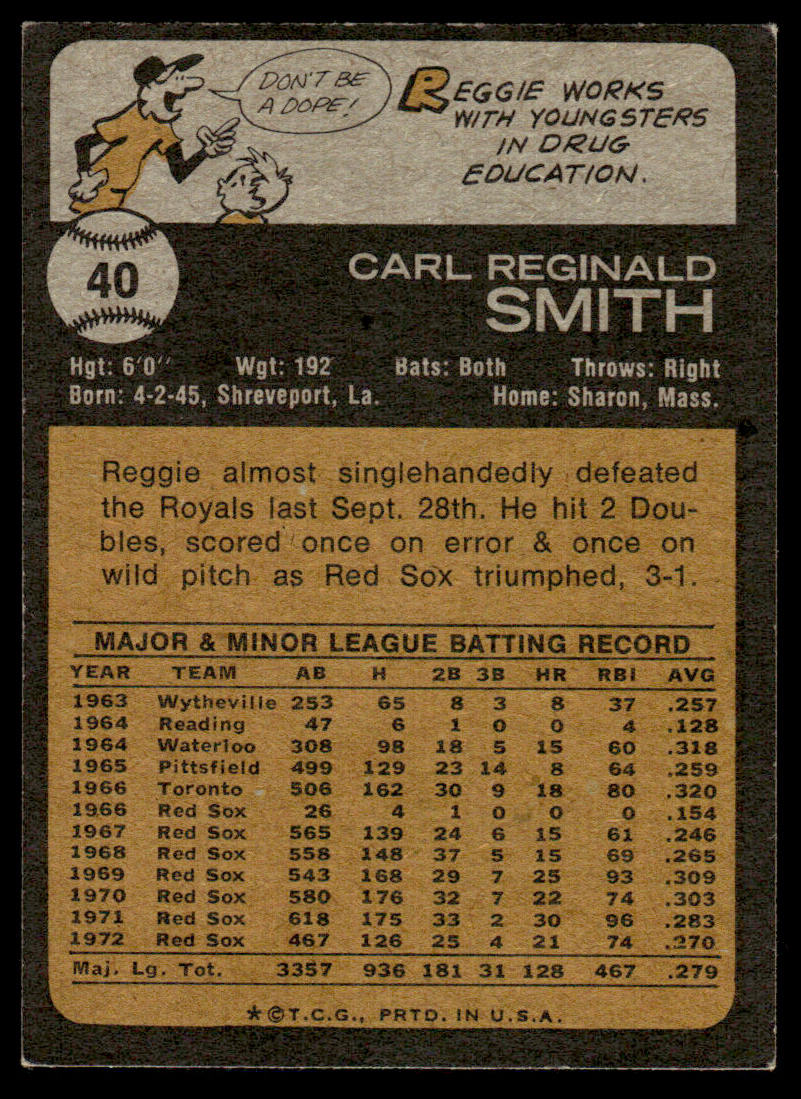 DON'T BE
A DOPE!
REGGIE WORKS
WITH YOUNGSTERS
IN DRUG
EDUCATION.
40
CARL REGINALD
SMITH
Hgt: 6'0" Wgt: 192 Bats: Both Throws: Right
Born: 4-2-45, Shreveport, La. Home: Sharon, Mass.
Reggie almost singlehandedly defeated
the Royals last Sept. 28th. He hit 2 Dou-
bles, scored once on error & once on
wild pitch as Red Sox triumphed, 3-1.
MAJOR & MINOR LEAGUE BATTING RECORD
YEAR TEAM AB H 2B 3B HR RBI AVG
1963 Wytheville 253 65 8 3 8 37 .257
1964 Reading 47 6 1 0 0 4 .128
1964 Waterloo 308 98 18 5 15 60 .318
1965 Pittsfield 499 129 23 14 8 64 .259
1966 Toronto 506 162 30 9 18 80 .320
1966 Red Sox 26 4 1 0 0 0 .154
1967 Red Sox 565 139 24 6 15 61 .246
1968 Red Sox 558 148 37 5 15 69 .265
1969 Red Sox 543 168 29 7 25 93 .309
1970 Red Sox 580 176 32 7 22 74 .303
1971 Red Sox 618 175 33 2 30 96 .283
1972 Red Sox 467 126 25 4 21 74 .270
Maj. Lg. Tot. 3357 936 181 31 128 467 .279
*©T.C.G., PRTD. IN U.S.A.